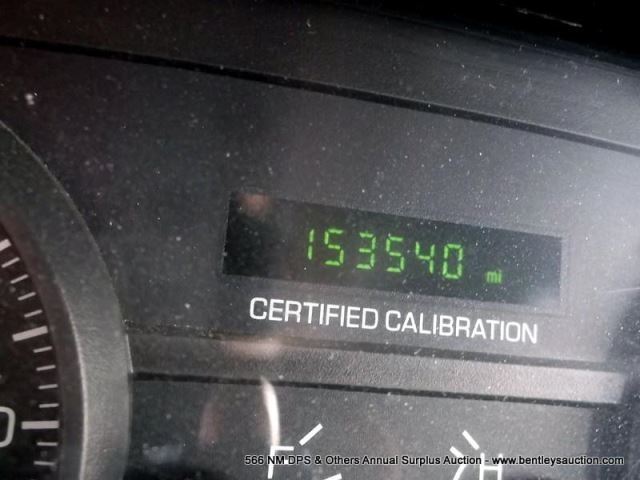 153540 mi
CERTIFIED CALIBRATION
F H
566 NM DPS & Others Annual Surplus Auction - www.bentleysauction.com